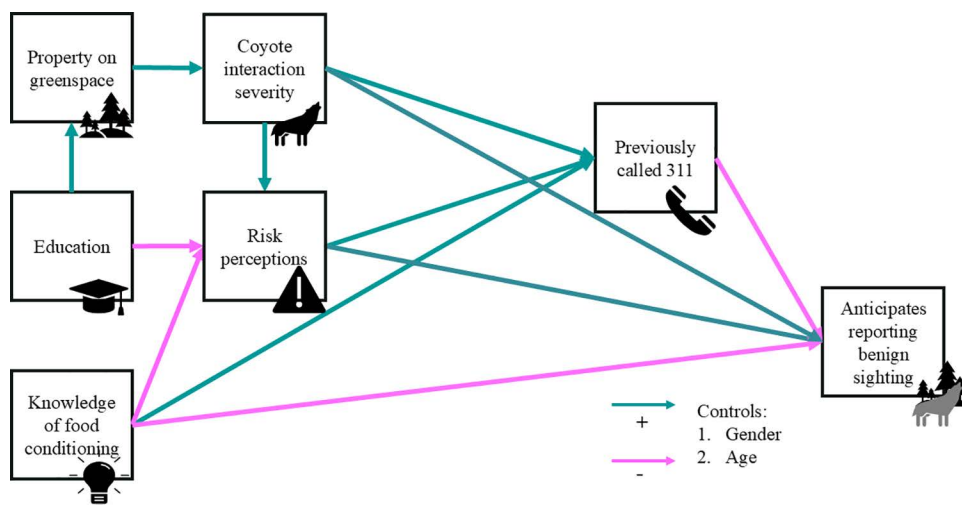 Property on
greenspace
Coyote
interaction
severity
Previously
called 311
Education
Risk
perceptions
Anticipates
reporting
benign
sighting
Knowledge
of food
conditioning
+
-
Controls:
1. Gender
2. Age